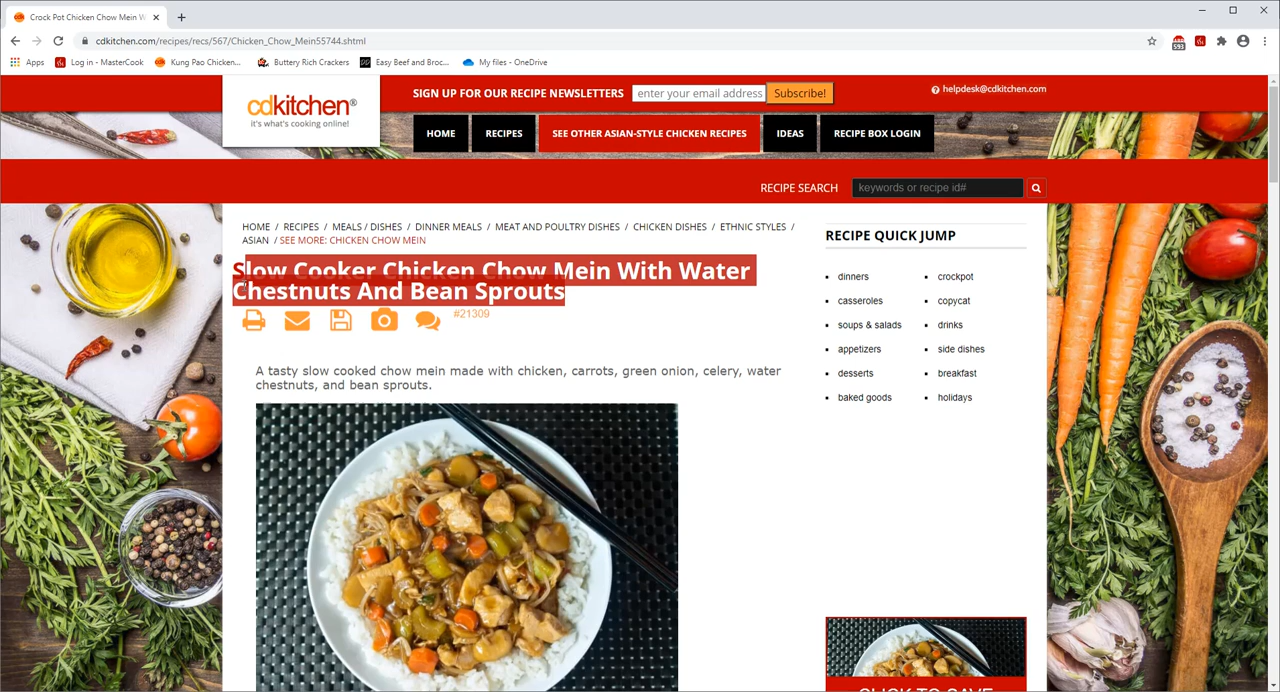 Crock Pot Chicken Chow Mein W
cdkitchen.com/recipes/recs/567/Chicken_Chow_Mein55744.shtml
593
Apps
Log in - MasterCook
Kung Pao Chicken...
Buttery Rich Crackers
Easy Beef and Broc...
My files - OneDrive
cdkitchen®
it's what's cooking online!
SIGN UP FOR OUR RECIPE NEWSLETTERS
enter your email address
Subscribe!
helpdesk@cdkitchen.com
HOME
RECIPES
SEE OTHER ASIAN-STYLE CHICKEN RECIPES
IDEAS
RECIPE BOX LOGIN
RECIPE SEARCH
keywords or recipe id#
HOME / RECIPES / MEALS / DISHES / DINNER MEALS / MEAT AND POULTRY DISHES / CHICKEN DISHES / ETHNIC STYLES /
ASIAN / SEE MORE: CHICKEN CHOW MEIN
Slow Cooker Chicken Chow Mein With Water
Chestnuts And Bean Sprouts
#21309
A tasty slow cooked chow mein made with chicken, carrots, green onion, celery, water
chestnuts, and bean sprouts.
RECIPE QUICK JUMP
dinners
casseroles
soups & salads
appetizers
desserts
baked goods
crockpot
copycat
drinks
side dishes
breakfast
holidays
CLICK TO SAVE